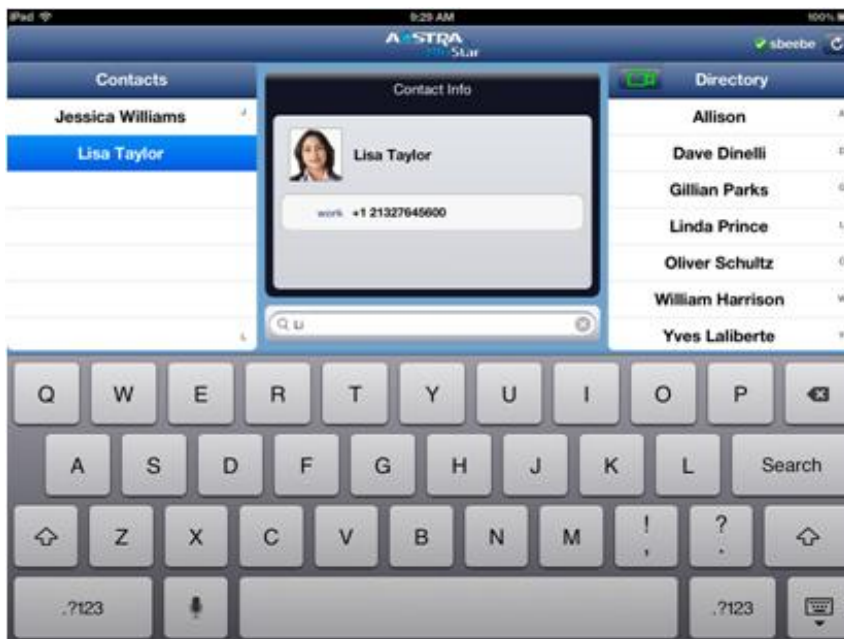 iPad 9:29 AM 100%
AASTRA
Star
sbeebe
Contacts
Jessica Williams
Lisa Taylor
Contact Info
Lisa Taylor
work +1 21327645600
Li
Directory
Allison
Dave Dinelli
Gillian Parks
Linda Prince
Oliver Schultz
William Harrison
Yves Laliberte
Q W E R T Y U I O P
A S D F G H J K L Search
Z X C V B N M ! , ? .
.?123 .?123